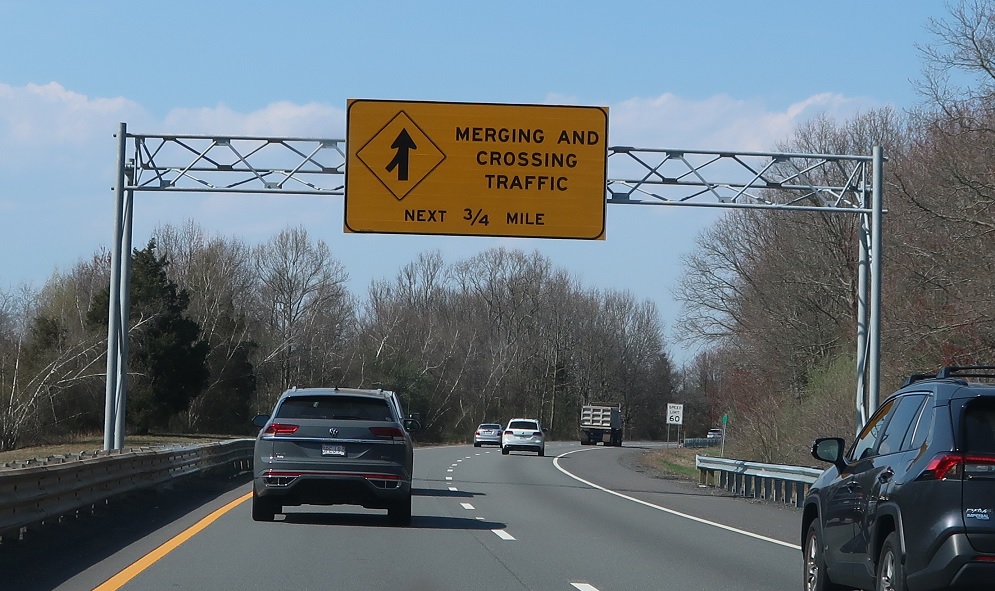 MERGING AND
CROSSING
TRAFFIC
NEXT 3/4 MILE
SPEED
LIMIT
60